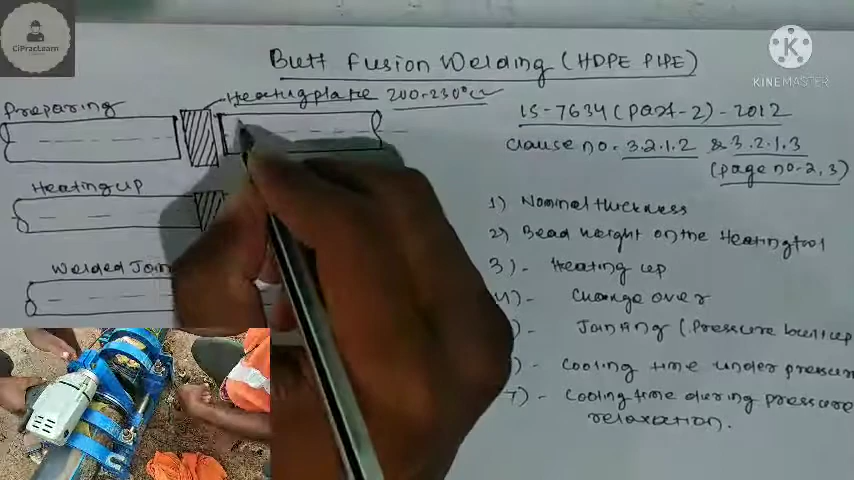 CiPracLearn
Butt Fusion Welding (HDPE PIPE)
KINEMASTER
Preparing
Heating plate 200-230°C
IS-7634 (Part-2)-2012
Clause no. 3.2.1.2 & 3.2.1.3
(page no-2, 3)
Heating up
Welded Join
1) Nominal thickness
2) Bead height on the Heating tool
3)- Heating up
4)- Change over
)- Joining (Pressure buildup
)- Cooling time under pressure
7)- Cooling time during pressure
relaxation.